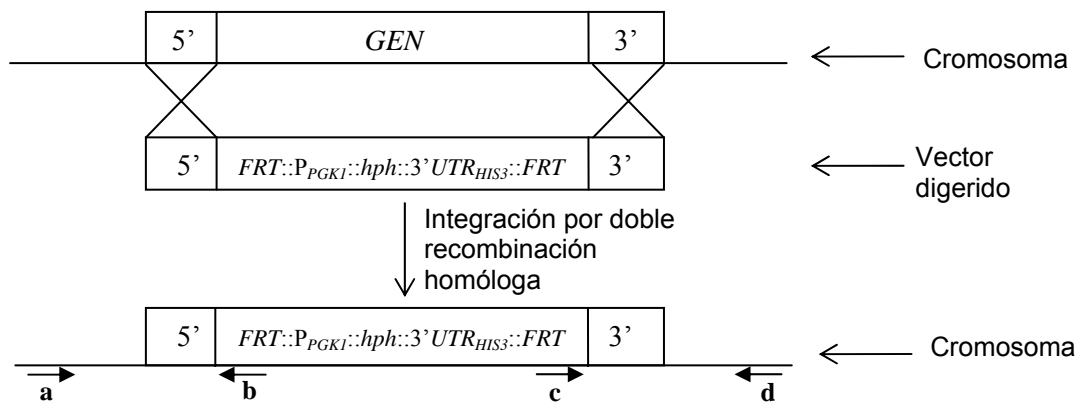 5’ GEN 3’
Cromosoma
5’ FRT::PPGK1::hph::3’UTRHIS3::FRT 3’
Vector
digerido
Integración por doble
recombinación
homóloga
5’ FRT::PPGK1::hph::3’UTRHIS3::FRT 3’
Cromosoma
a b c d